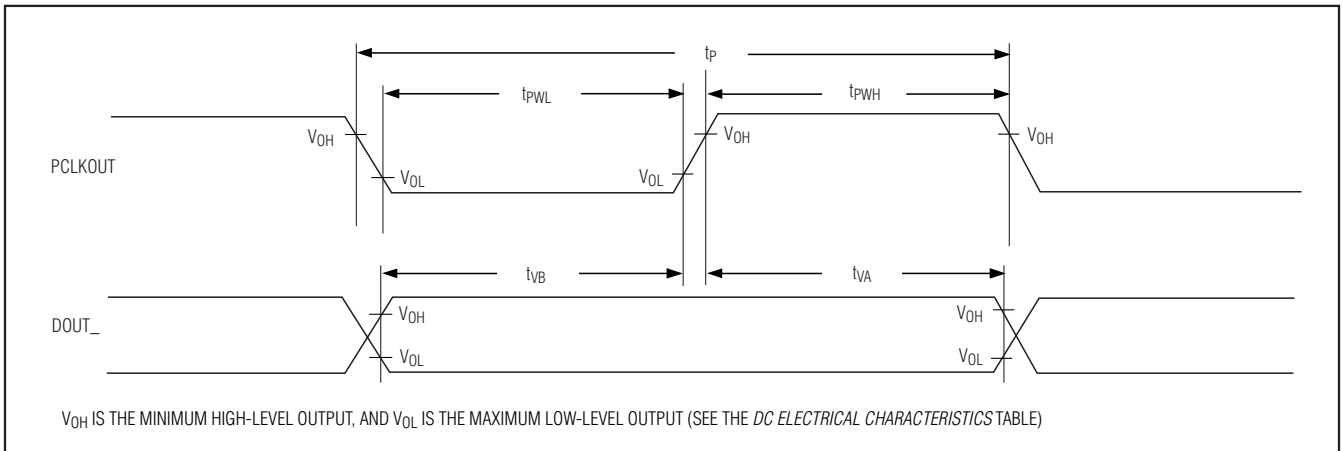 tP
tPWL
tPWH
VOH
VOH
VOH
PCLKOUT
VOL
VOL
tVB
tVA
VOH
VOH
DOUT_
VOL
VOL
VOH IS THE MINIMUM HIGH-LEVEL OUTPUT, AND VOL IS THE MAXIMUM LOW-LEVEL OUTPUT (SEE THE DC ELECTRICAL CHARACTERISTICS TABLE)